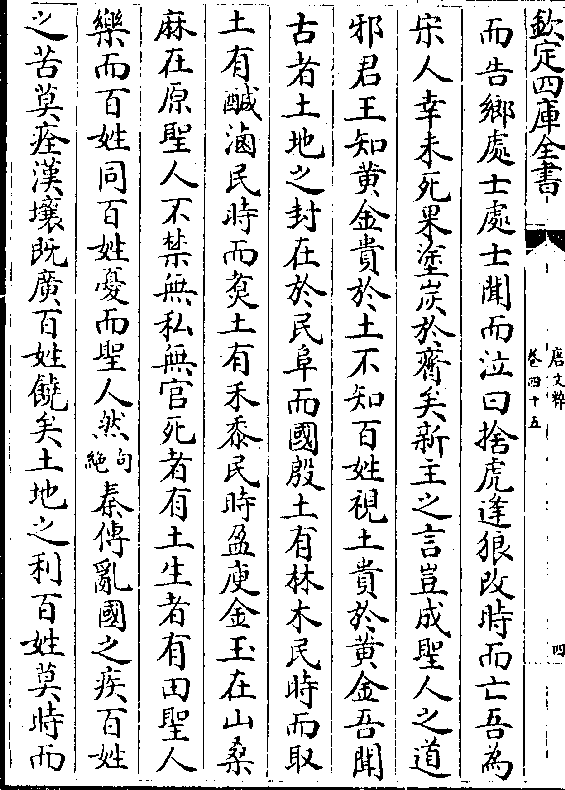 欽定四庫全書
唐文粹
卷四十五
四
而告鄉處士處士聞而泣曰捨虎逢狼改時而亡吾為
宋人幸未死果塗炭於齊矣新主之言豈成聖人之道
邪君王知黄金貴於土不知百姓視土貴於黄金吾聞
古者土地之封在於民阜而國殷土有林木民時而取
土有鹹滷民時而煑土有禾黍民時盈庾金玉在山桑
麻在原聖人不禁無私無官死者有土生者有田聖人
樂而百姓同百姓憂而聖人然句絶秦傳亂國之疾百姓
之苦莫痊漢壤既廣百姓饒矣土地之利百姓莫時而